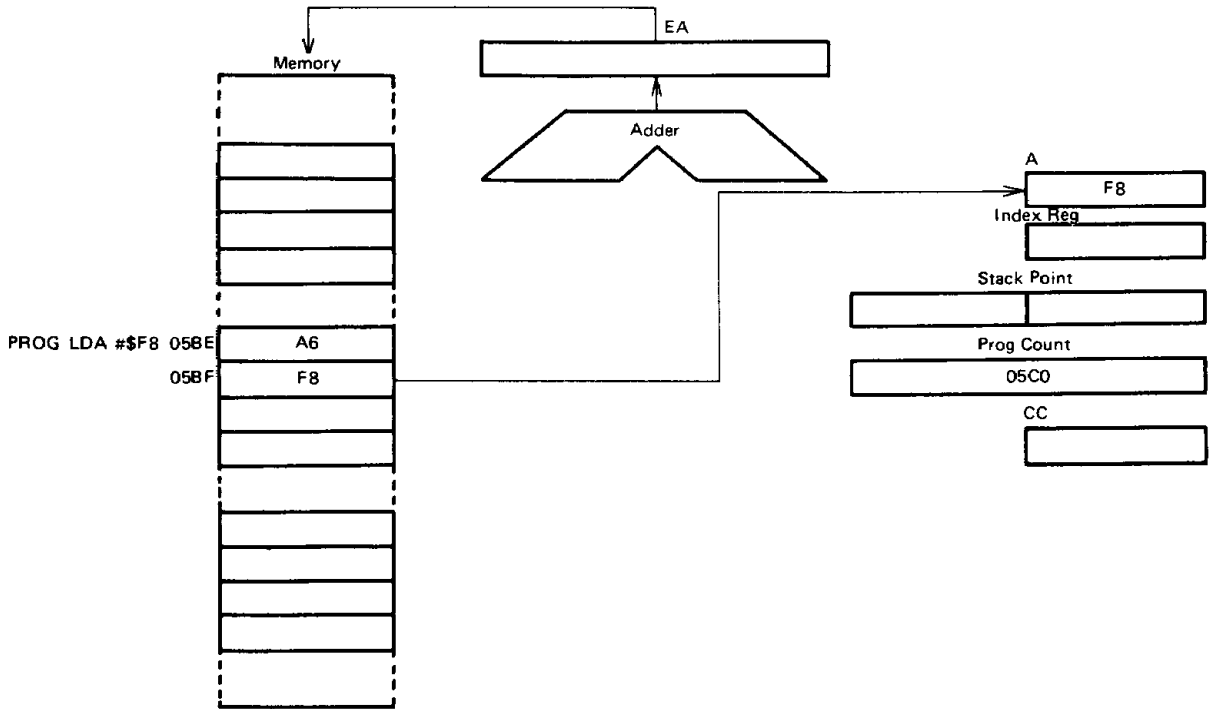 EA
Memory
Adder
A
F8
Index Reg
Stack Point
PROG LDA #$F8 05BE
A6
Prog Count
05BF
F8
05C0
CC